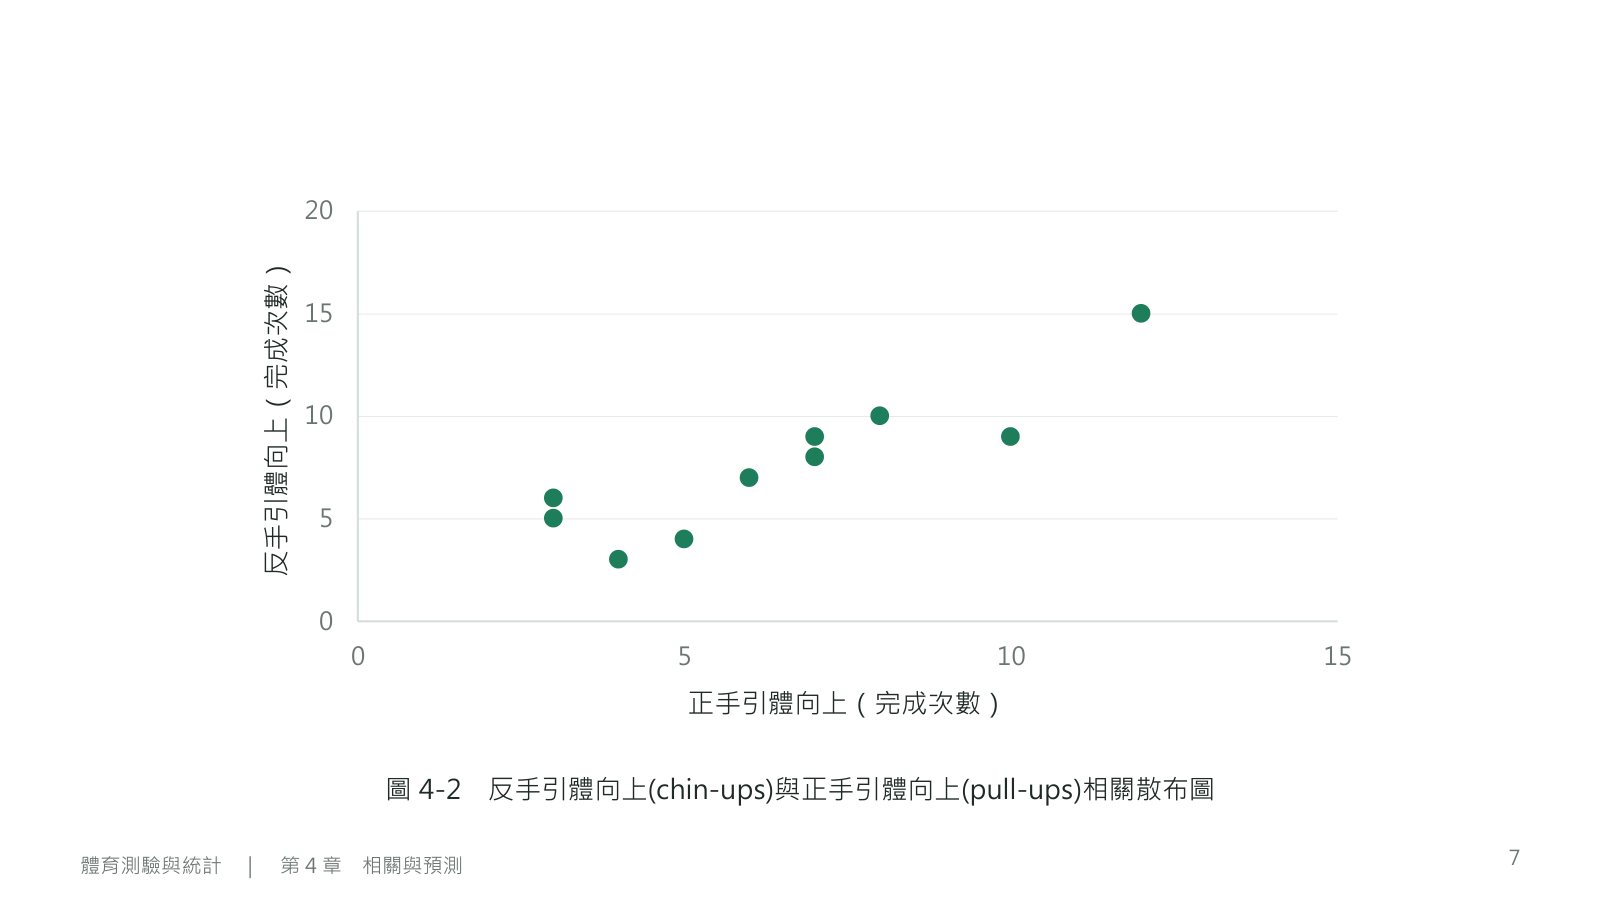 20
15
10
5
0
反手引體向上（完成次數）
0 5 10 15
正手引體向上（完成次數）
圖 4-2　反手引體向上(chin-ups)與正手引體向上(pull-ups)相關散布圖
體育測驗與統計　|　第 4 章　相關與預測
7